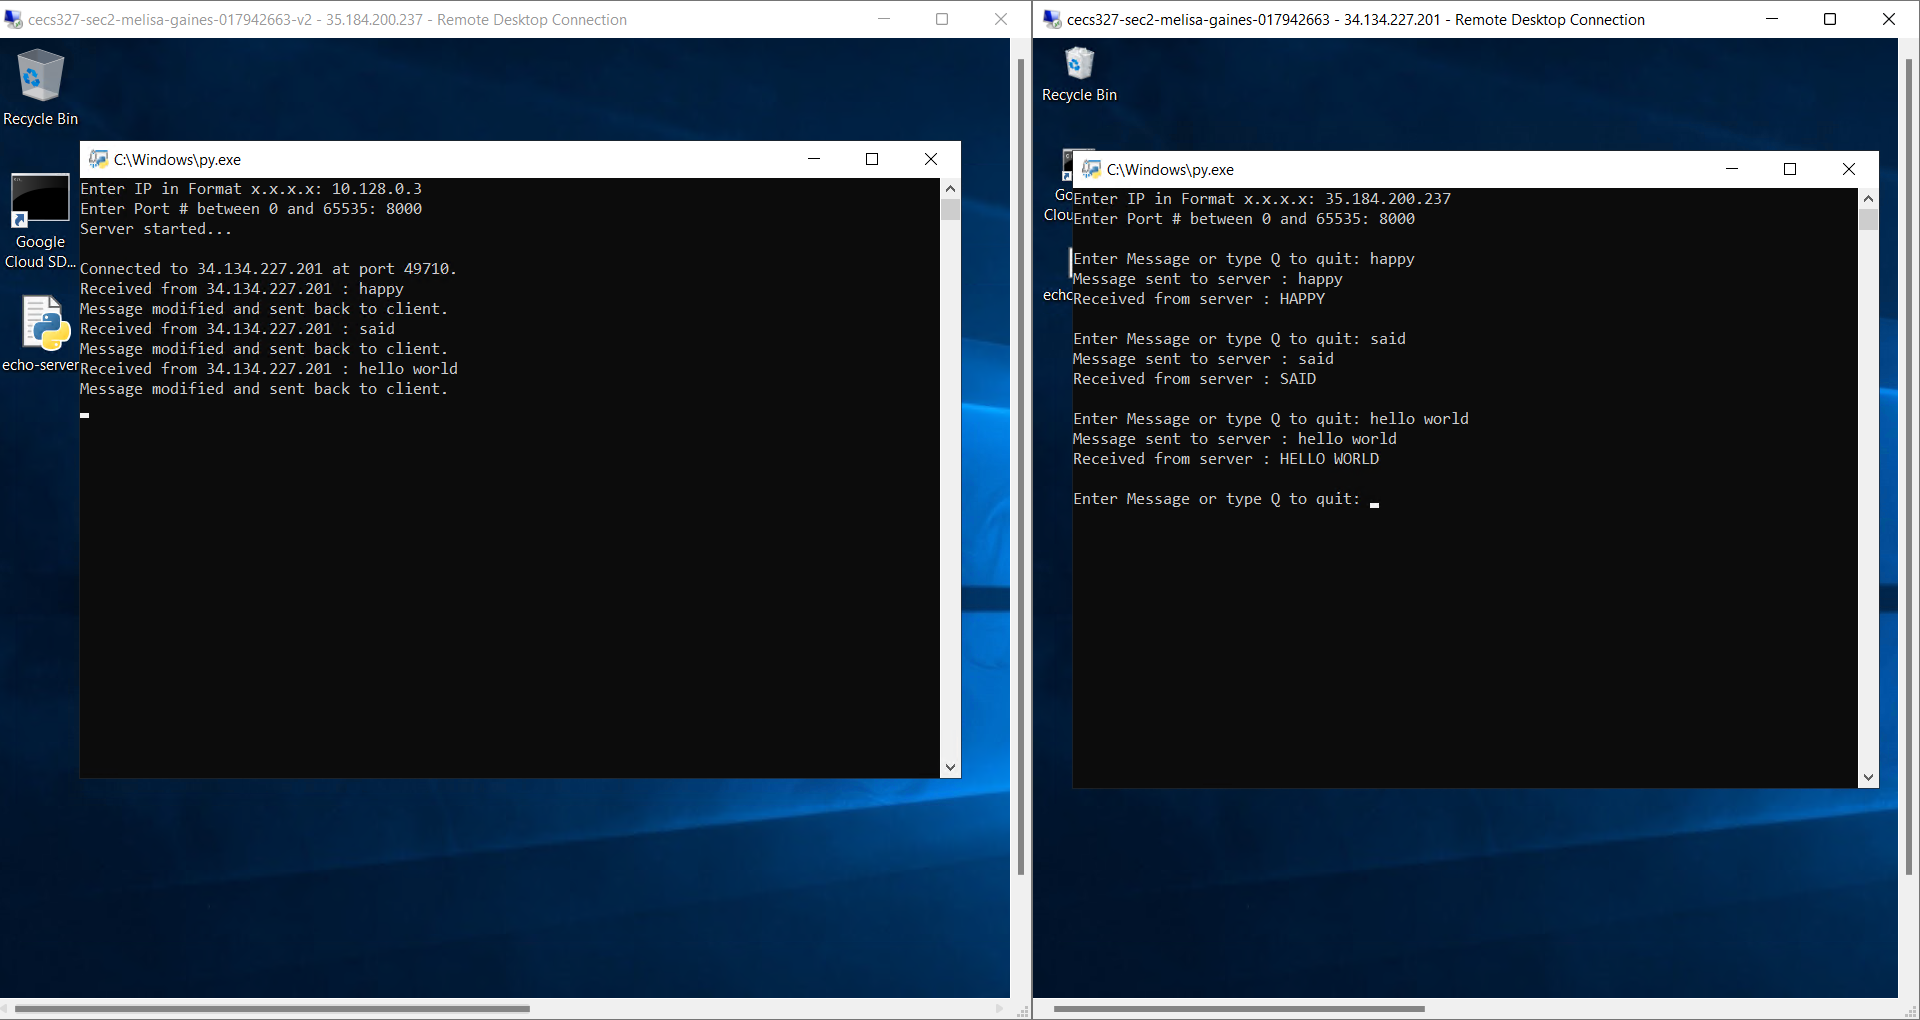 cecs327-sec2-melisa-gaines-017942663-v2 - 35.184.200.237 - Remote Desktop Connection
Recycle Bin
Google
Cloud SD...
echo-server
C:\Windows\py.exe
Enter IP in Format x.x.x.x: 10.128.0.3
Enter Port # between 0 and 65535: 8000
Server started...
Connected to 34.134.227.201 at port 49710.
Received from 34.134.227.201 : happy
Message modified and sent back to client.
Received from 34.134.227.201 : said
Message modified and sent back to client.
Received from 34.134.227.201 : hello world
Message modified and sent back to client.
cecs327-sec2-melisa-gaines-017942663 - 34.134.227.201 - Remote Desktop Connection
Recycle Bin
Go
Clou
echo
C:\Windows\py.exe
Enter IP in Format x.x.x.x: 35.184.200.237
Enter Port # between 0 and 65535: 8000
Enter Message or type Q to quit: happy
Message sent to server : happy
Received from server : HAPPY
Enter Message or type Q to quit: said
Message sent to server : said
Received from server : SAID
Enter Message or type Q to quit: hello world
Message sent to server : hello world
Received from server : HELLO WORLD
Enter Message or type Q to quit: